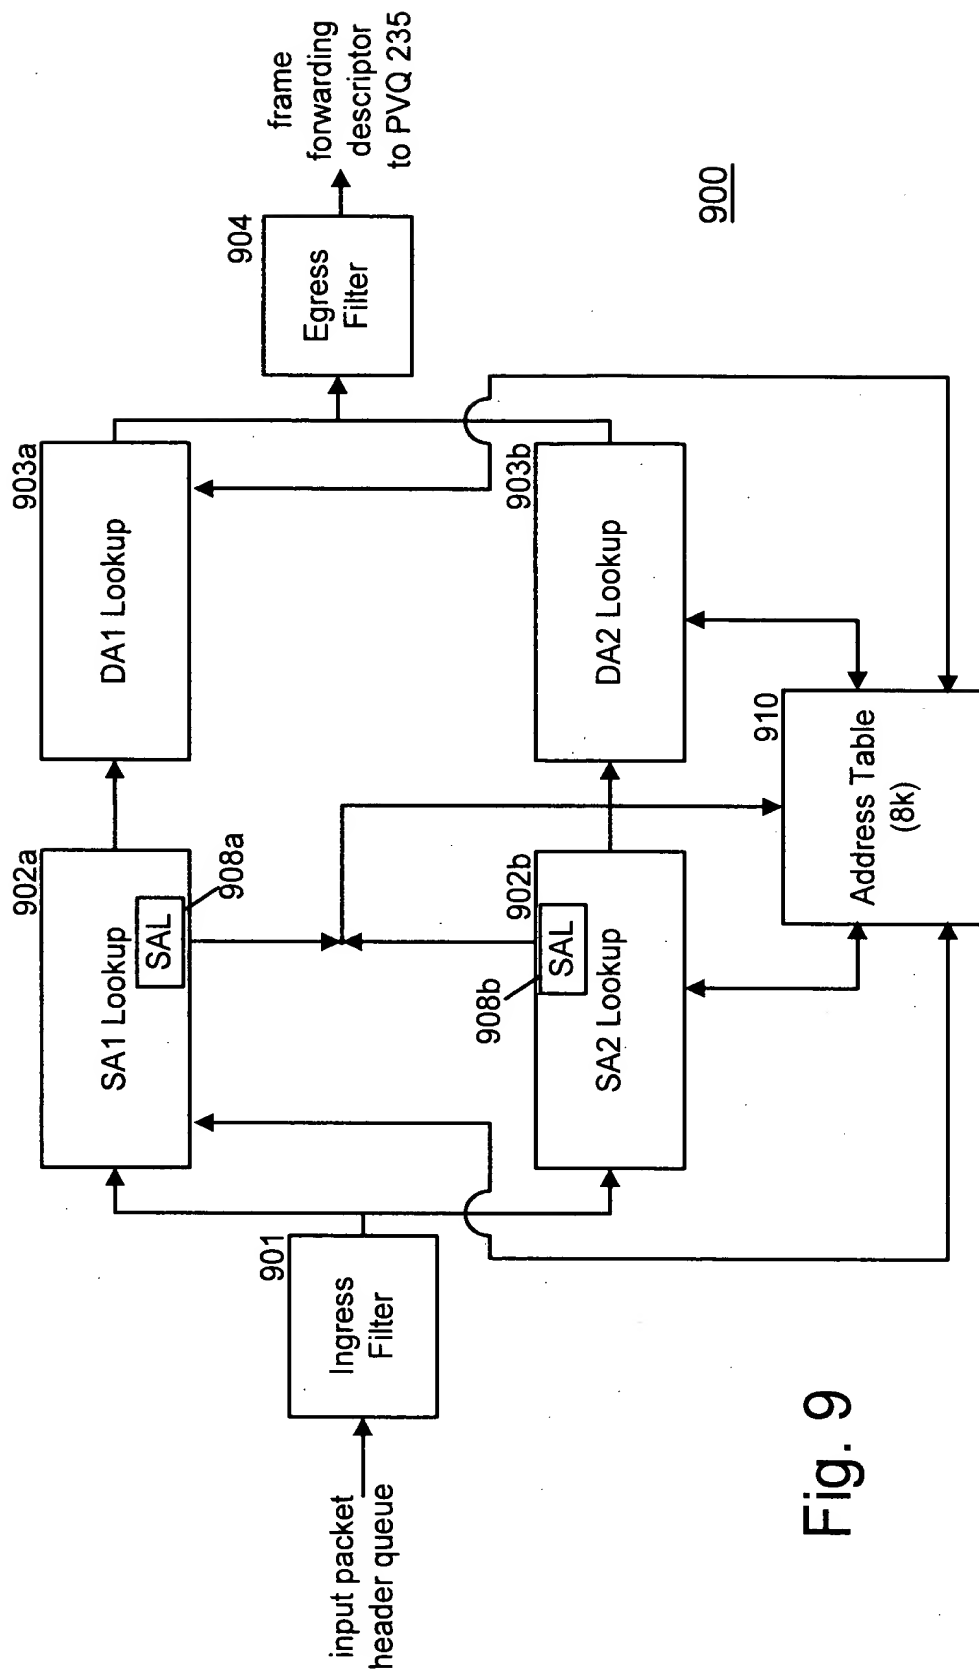 input packet
header queue
901
Ingress
Filter
902a
SA1 Lookup
SAL
908a
903a
DA1 Lookup
904
Egress
Filter
frame
forwarding
descriptor
to PVQ 235
902b
SA2 Lookup
SAL
908b
903b
DA2 Lookup
910
Address Table
(8k)
900
Fig. 9